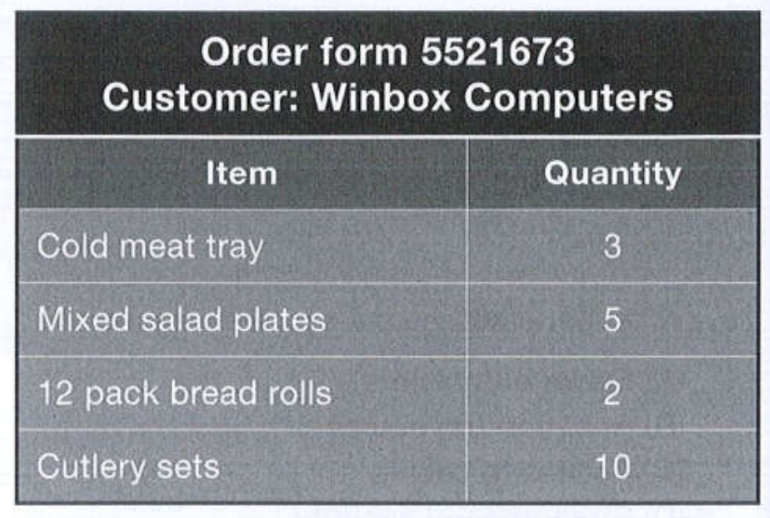 Order form 5521673
Customer: Winbox Computers
Item Quantity
Cold meat tray 3
Mixed salad plates 5
12 pack bread rolls 2
Cutlery sets 10